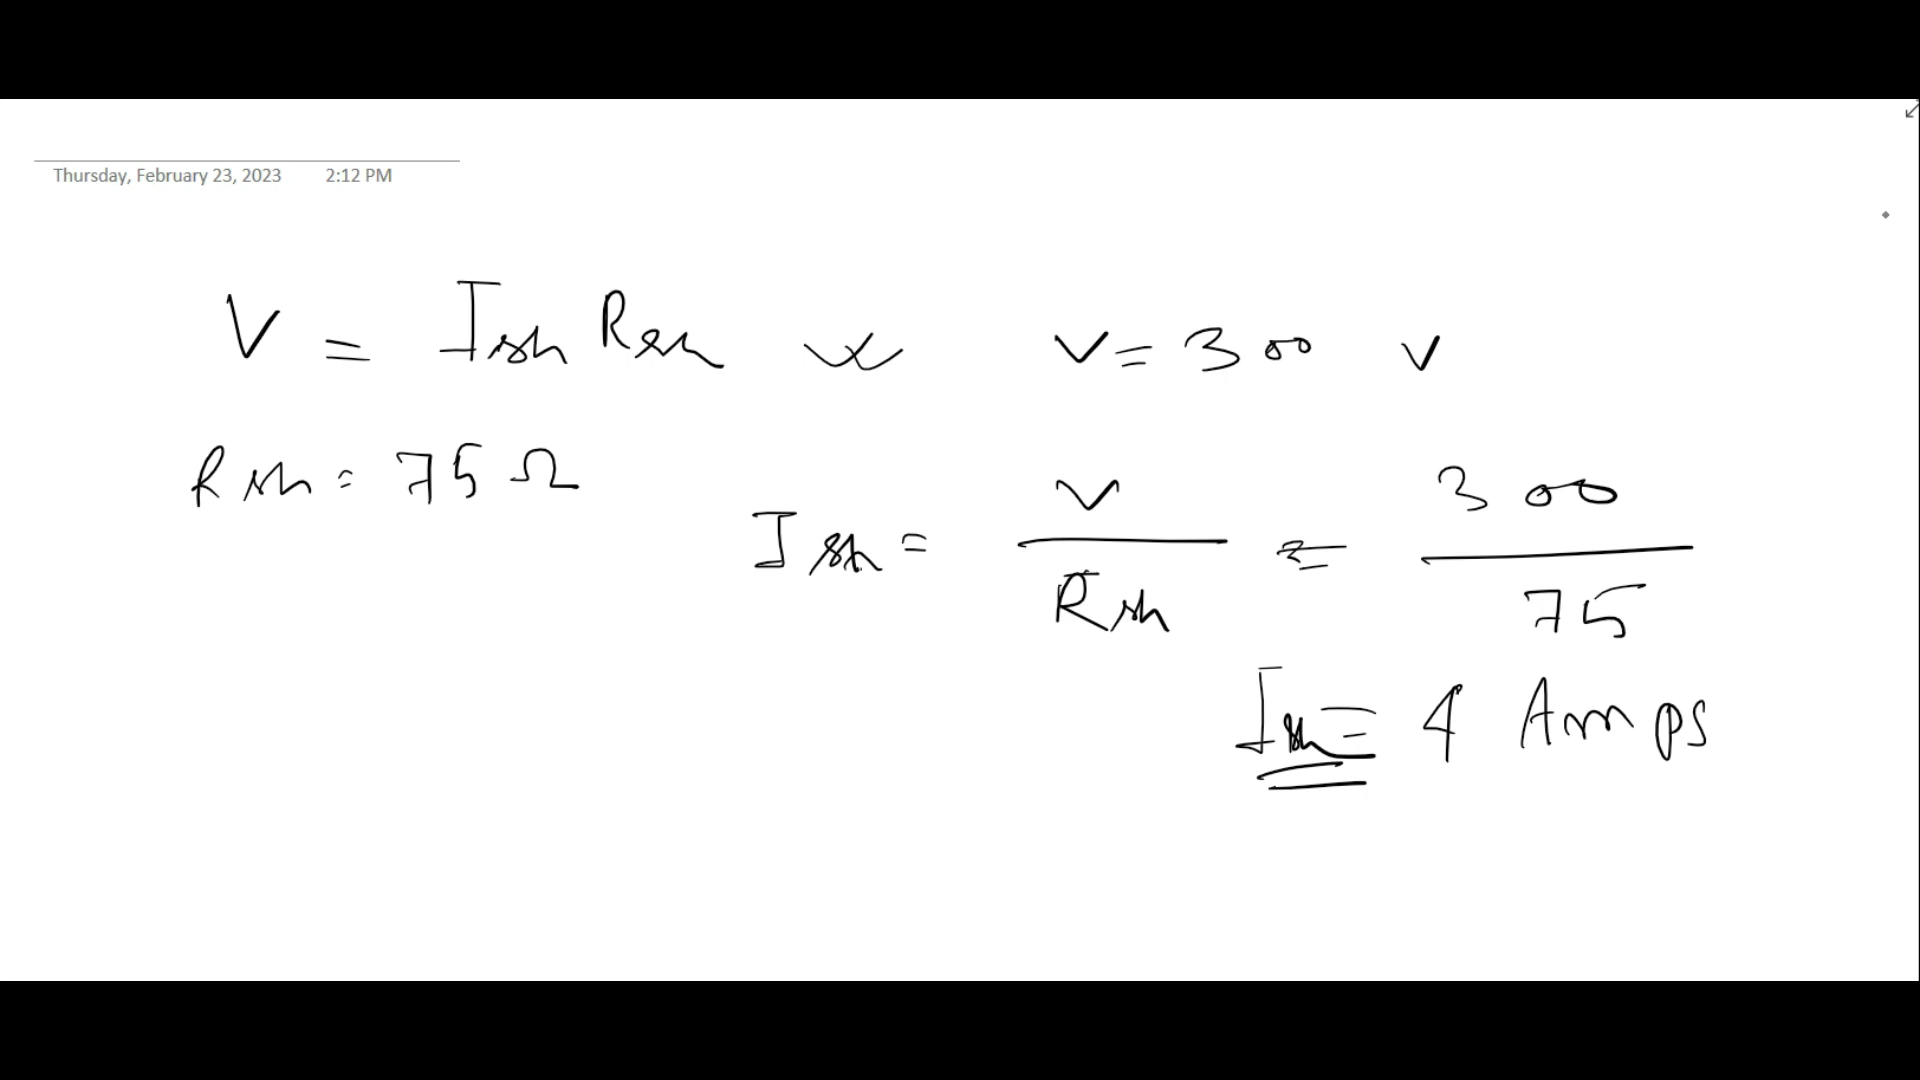 Thursday, February 23, 2023 2:12 PM
V = Ish Rsh V = 300 V
Rsh = 75 Ω
Ish = V / Rsh = 300 / 75
Ish = 4 Amps